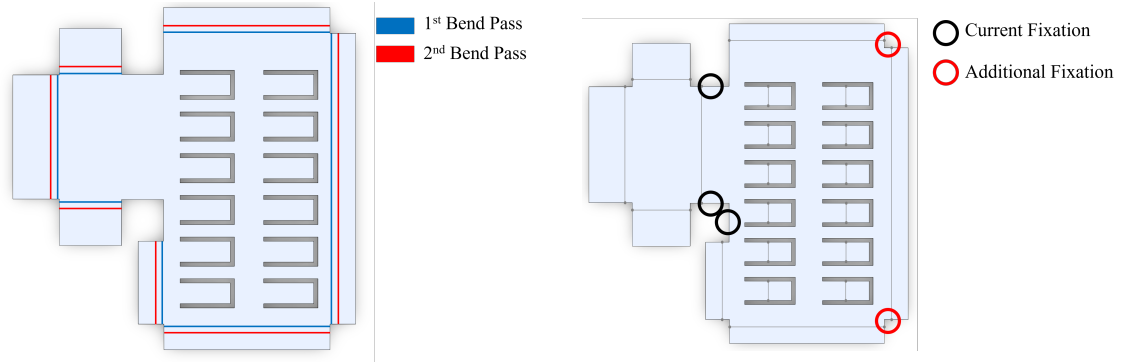 1st Bend Pass
2nd Bend Pass
Current Fixation
Additional Fixation